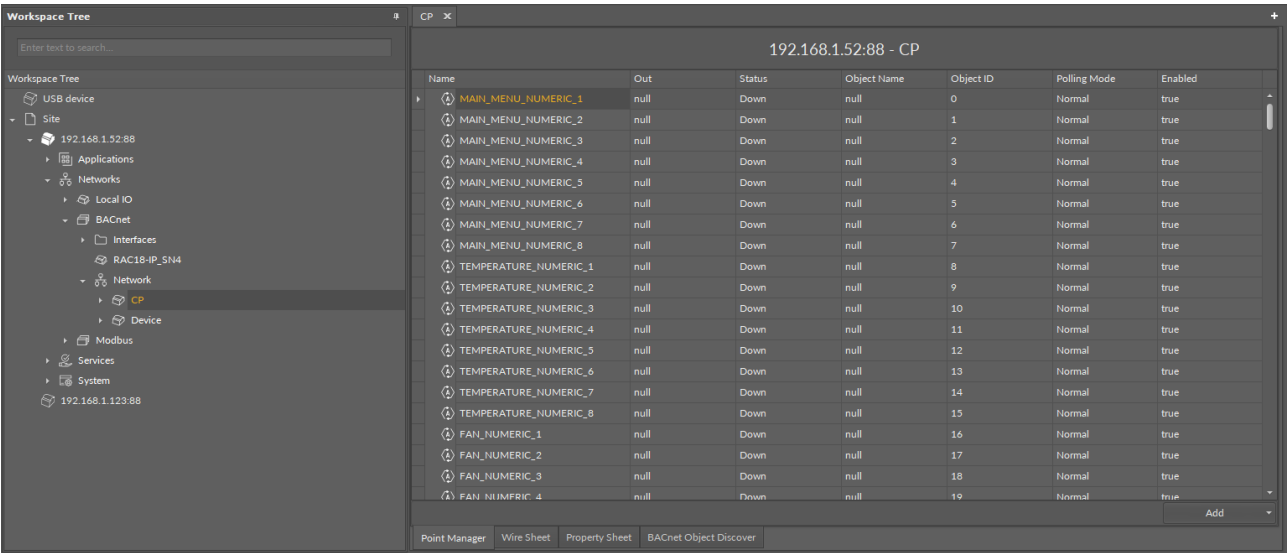 Workspace Tree
Enter text to search...
Workspace Tree
USB device
Site
192.168.1.52:88
Applications
Networks
Local IO
BACnet
Interfaces
RAC18-IP_SN4
Network
CP
Device
Modbus
Services
System
192.168.1.123:88
CP
192.168.1.52:88 - CP
Name Out Status Object Name Object ID Polling Mode Enabled
MAIN_MENU_NUMERIC_1 null Down null 0 Normal true
MAIN_MENU_NUMERIC_2 null Down null 1 Normal true
MAIN_MENU_NUMERIC_3 null Down null 2 Normal true
MAIN_MENU_NUMERIC_4 null Down null 3 Normal true
MAIN_MENU_NUMERIC_5 null Down null 4 Normal true
MAIN_MENU_NUMERIC_6 null Down null 5 Normal true
MAIN_MENU_NUMERIC_7 null Down null 6 Normal true
MAIN_MENU_NUMERIC_8 null Down null 7 Normal true
TEMPERATURE_NUMERIC_1 null Down null 8 Normal true
TEMPERATURE_NUMERIC_2 null Down null 9 Normal true
TEMPERATURE_NUMERIC_3 null Down null 10 Normal true
TEMPERATURE_NUMERIC_4 null Down null 11 Normal true
TEMPERATURE_NUMERIC_5 null Down null 12 Normal true
TEMPERATURE_NUMERIC_6 null Down null 13 Normal true
TEMPERATURE_NUMERIC_7 null Down null 14 Normal true
TEMPERATURE_NUMERIC_8 null Down null 15 Normal true
FAN_NUMERIC_1 null Down null 16 Normal true
FAN_NUMERIC_2 null Down null 17 Normal true
FAN_NUMERIC_3 null Down null 18 Normal true
FAN_NUMERIC_4 null Down null 19 Normal true
Add
Point Manager Wire Sheet Property Sheet BACnet Object Discover